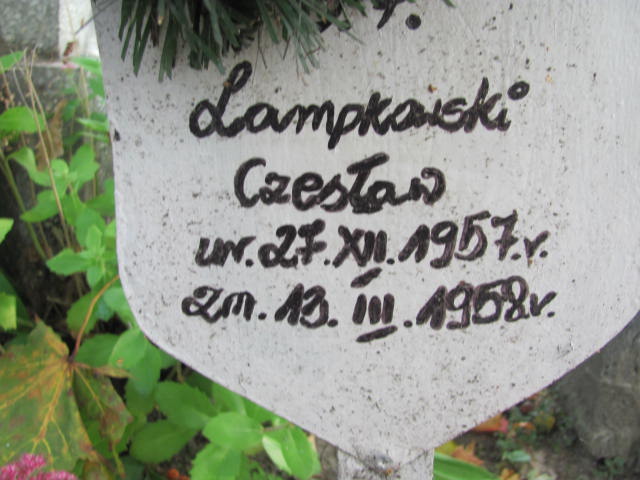 Lampkowski
Czesław
ur. 27. XII. 1957. r.
zm. 13. III. 1958 r.